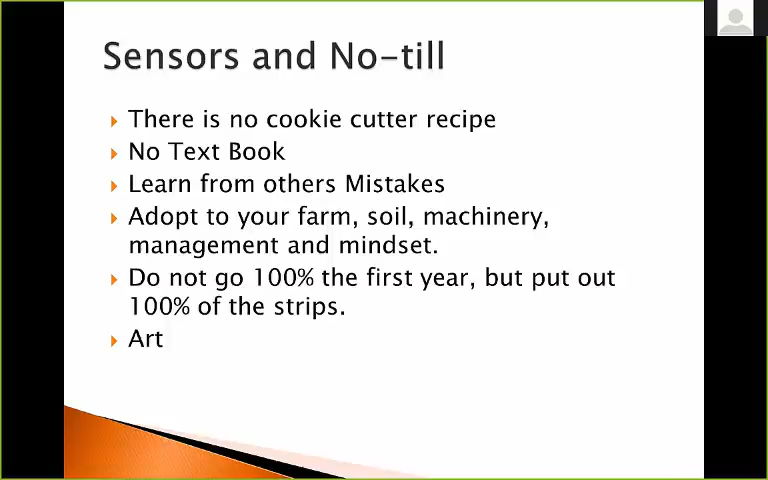 Sensors and No-till
There is no cookie cutter recipe
No Text Book
Learn from others Mistakes
Adopt to your farm, soil, machinery,
management and mindset.
Do not go 100% the first year, but put out
100% of the strips.
Art